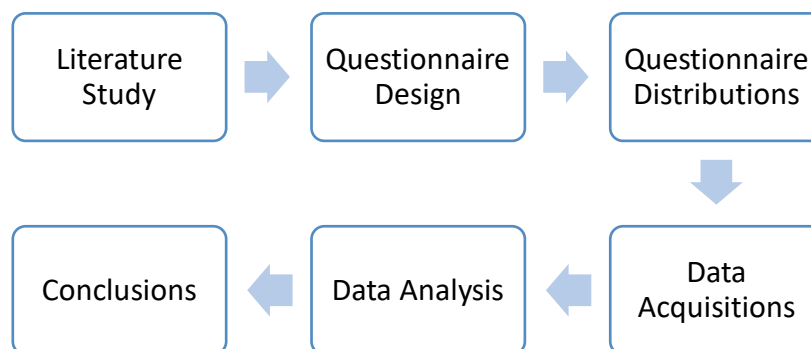 Literature
Study
Questionnaire
Design
Questionnaire
Distributions
Data
Acquisitions
Data Analysis
Conclusions